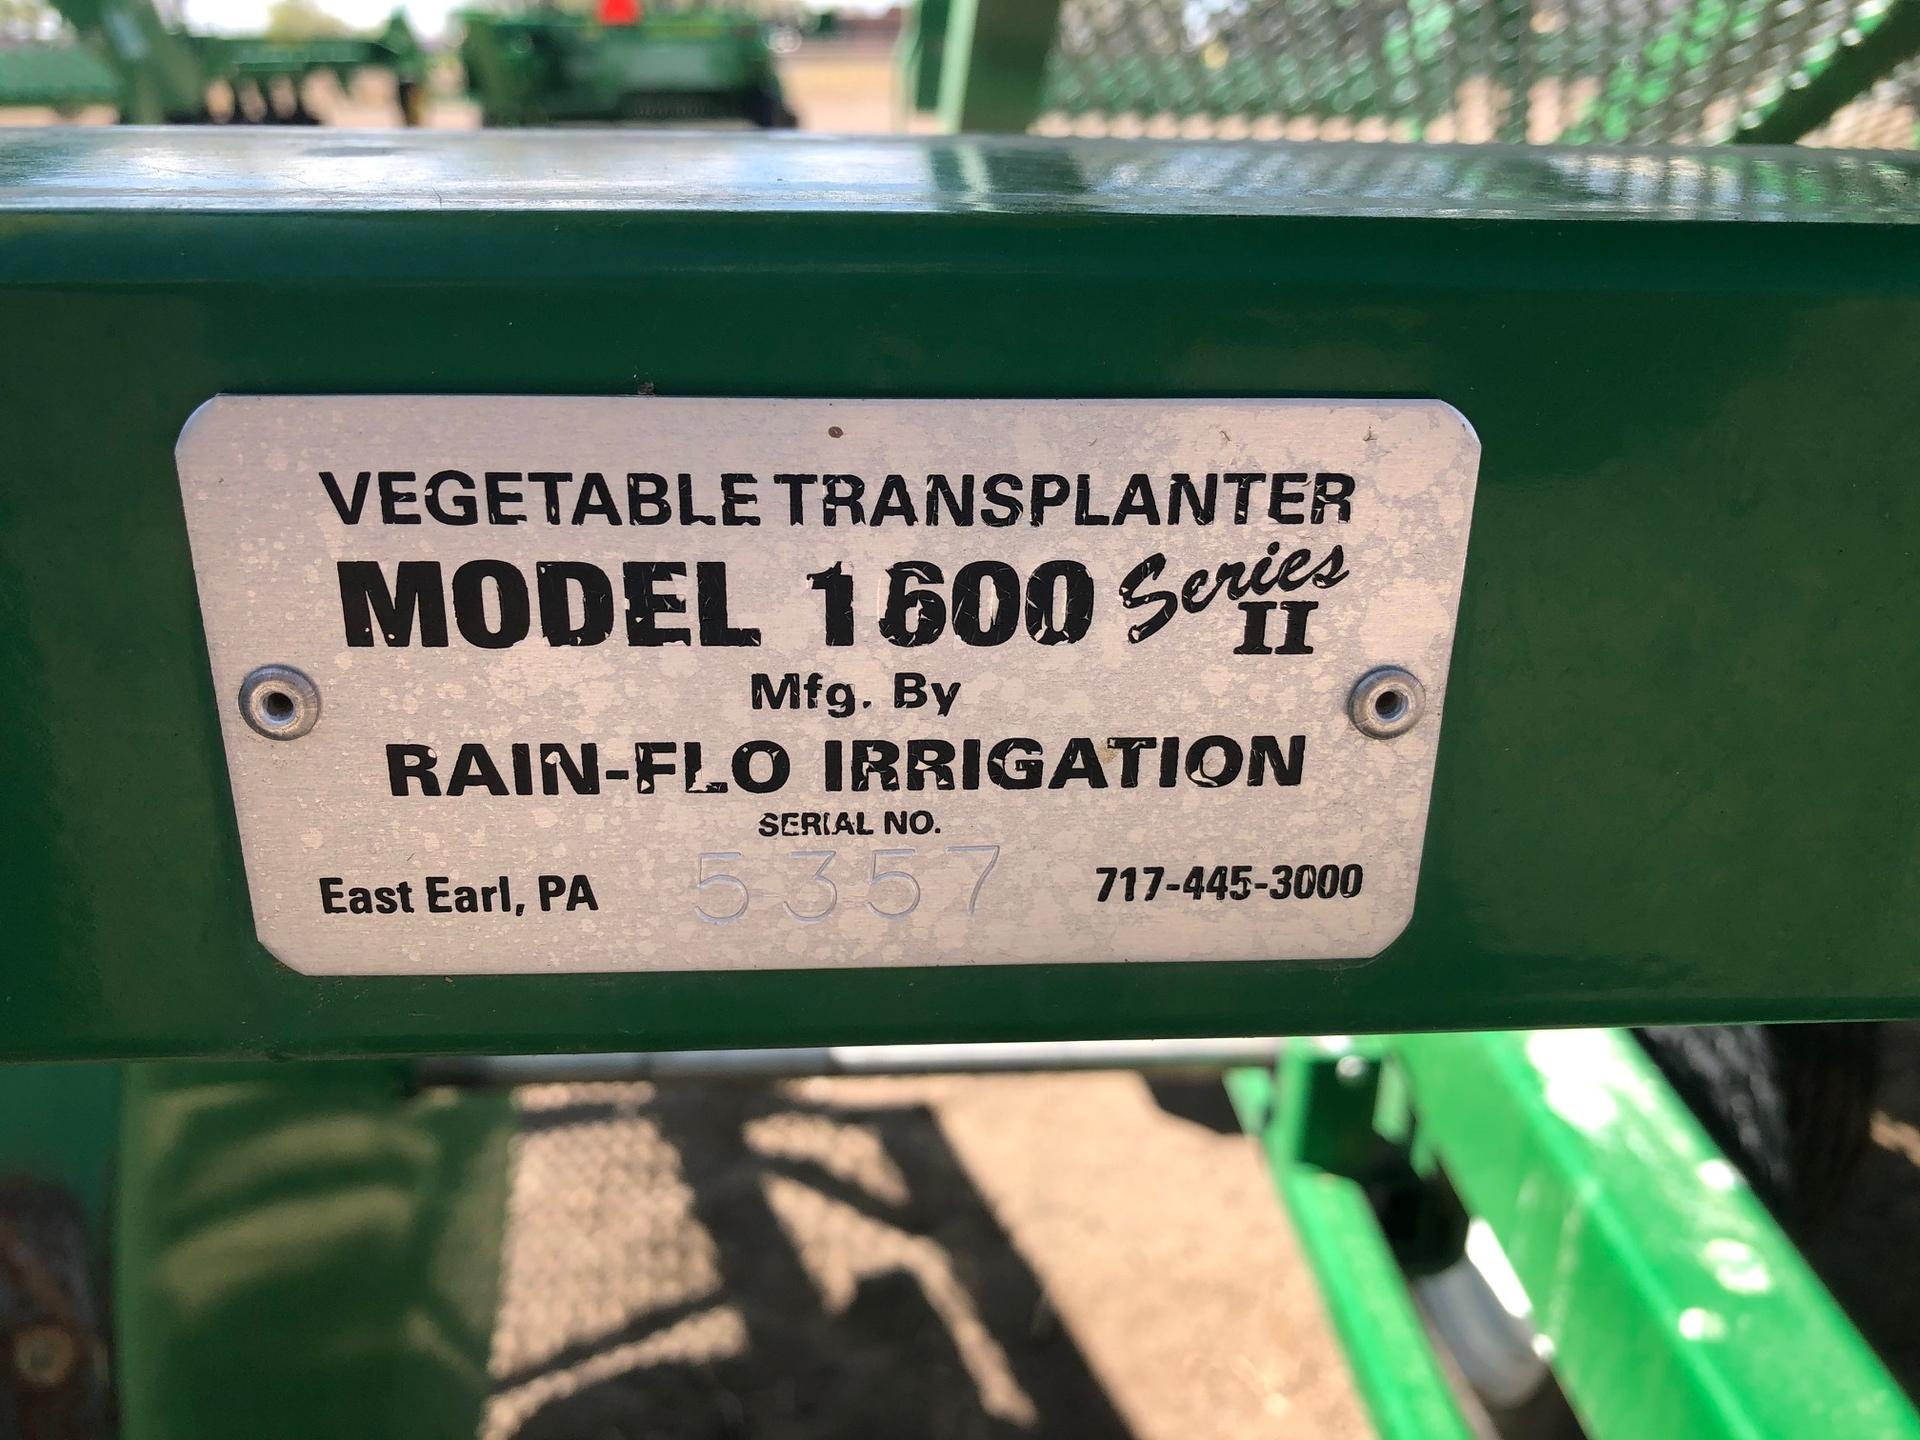 VEGETABLE TRANSPLANTER
MODEL 1600 Series II
Mfg. By
RAIN-FLO IRRIGATION
SERIAL NO.
East Earl, PA 5357 717-445-3000